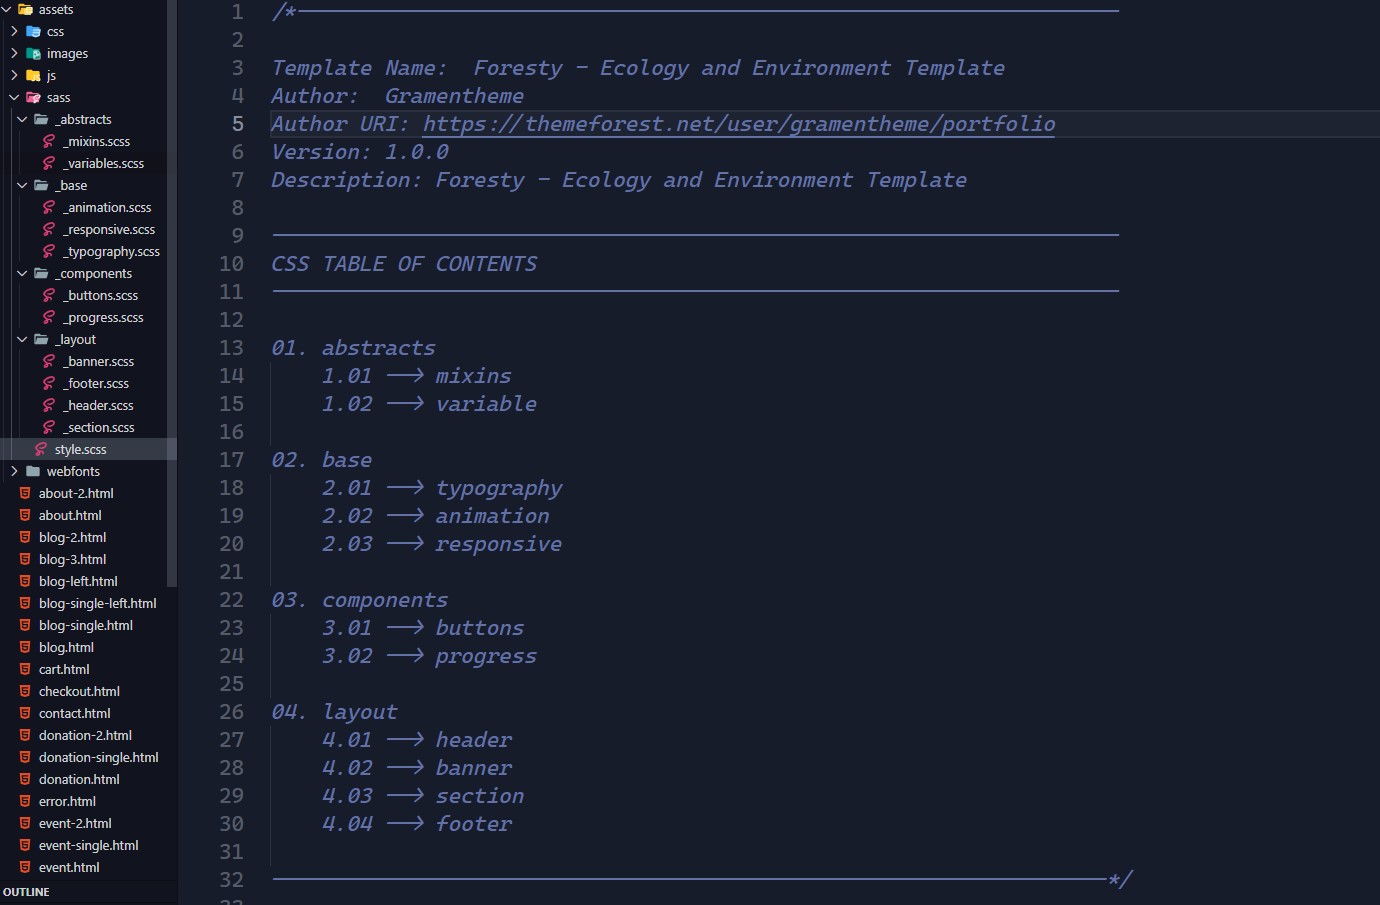 assets
css
images
js
sass
_abstracts
_mixins.scss
_variables.scss
_base
_animation.scss
_responsive.scss
_typography.scss
_components
_buttons.scss
_progress.scss
_layout
_banner.scss
_footer.scss
_header.scss
_section.scss
style.scss
webfonts
about-2.html
about.html
blog-2.html
blog-3.html
blog-left.html
blog-single-left.html
blog-single.html
blog.html
cart.html
checkout.html
contact.html
donation-2.html
donation-single.html
donation.html
error.html
event-2.html
event-single.html
event.html
OUTLINE
1 /*-----------------------------------------------------------------
2
3 Template Name:  Foresty - Ecology and Environment Template
4 Author:  Gramentheme
5 Author URI: https://themeforest.net/user/gramentheme/portfolio
6 Version: 1.0.0
7 Description: Foresty - Ecology and Environment Template
8
9 -------------------------------------------------------------------
10 CSS TABLE OF CONTENTS
11 -------------------------------------------------------------------
12
13 01. abstracts
14     1.01 --> mixins
15     1.02 --> variable
16
17 02. base
18     2.01 --> typography
19     2.02 --> animation
20     2.03 --> responsive
21
22 03. components
23     3.01 --> buttons
24     3.02 --> progress
25
26 04. layout
27     4.01 --> header
28     4.02 --> banner
29     4.03 --> section
30     4.04 --> footer
31
32 ------------------------------------------------------------------*/